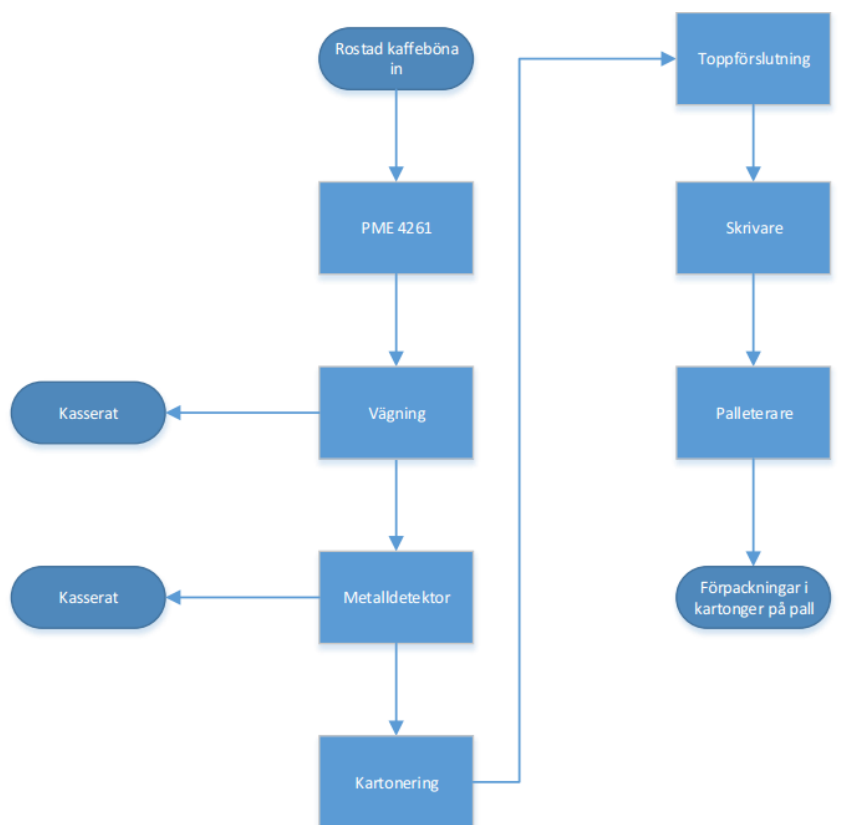 Rostad kaffeböna
in
PME 4261
Vägning
Kasserat
Metalldetektor
Kasserat
Kartonering
Toppförslutning
Skrivare
Palleterare
Förpackningar i
kartonger på pall